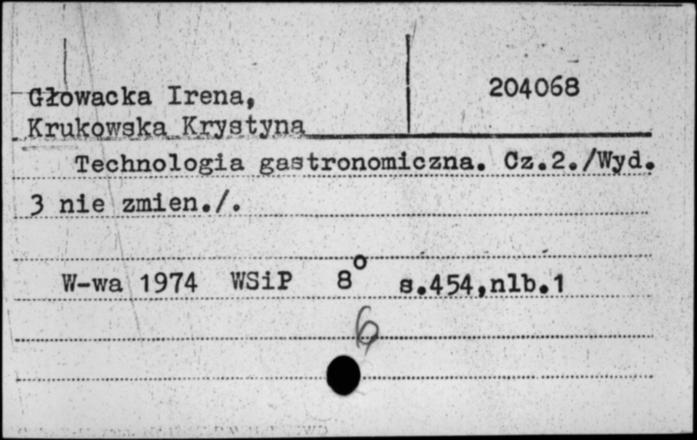 Głowacka Irena,
204068
Krukowska Krystyna
Technologia gastronomiczna. Cz.2./Wyd.
3 nie zmien./.
W-wa 1974 WSiP 8° s.454,nlb.1
6